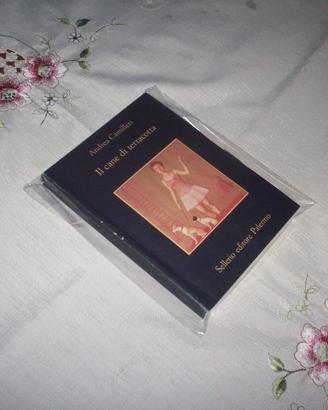 Andrea Camilleri
Il cane di terracotta
Sellerio editore Palermo